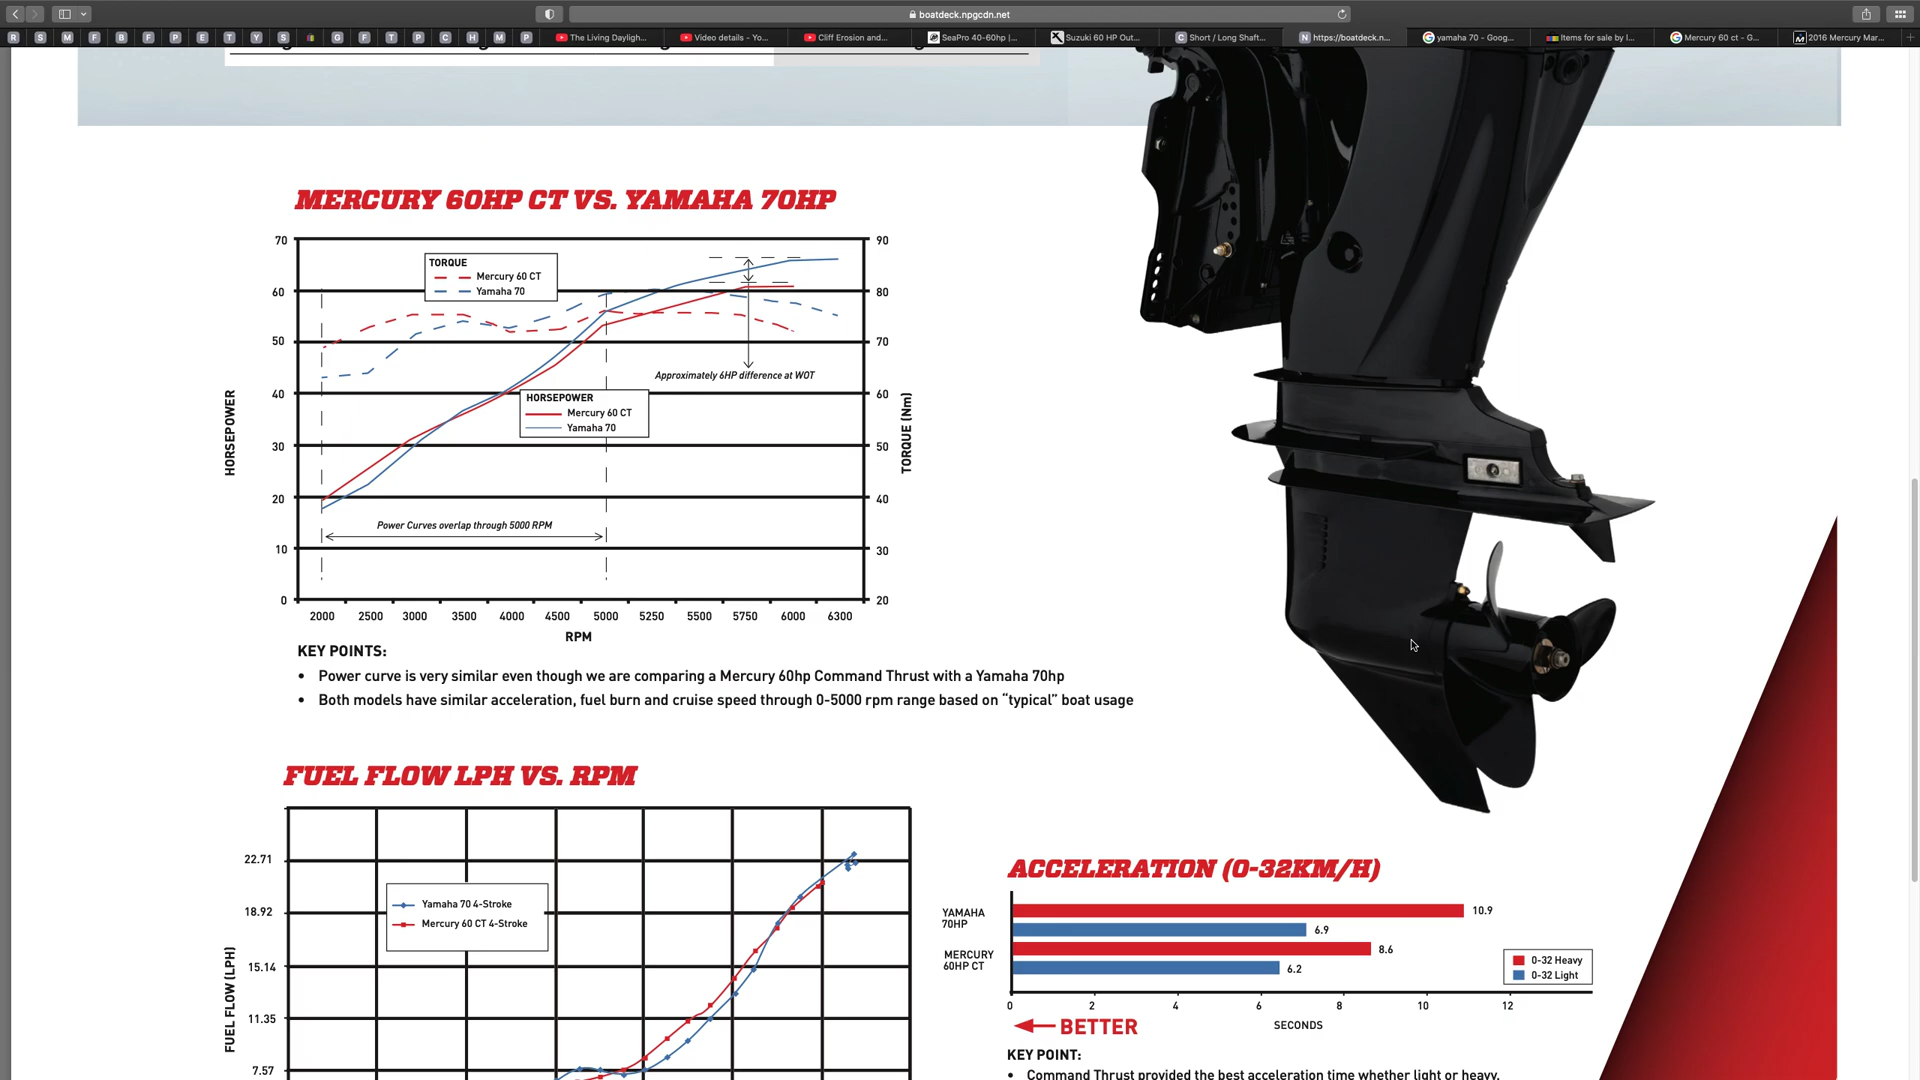 boatdeck.npgcdn.net
R S M F B F P E T Y S G F T P C H M P
The Living Dayligh...
Video details - Yo...
Cliff Erosion and...
SeaPro 40-60hp |...
Suzuki 60 HP Out...
Short / Long Shaft...
https://boatdeck.n...
yamaha 70 - Goog...
Items for sale by l...
Mercury 60 ct - G...
2016 Mercury Mar...
MERCURY 60HP CT VS. YAMAHA 70HP
70
60
50
40
30
20
10
0
HORSEPOWER
TORQUE
Mercury 60 CT
Yamaha 70
Approximately 6HP difference at WOT
HORSEPOWER
Mercury 60 CT
Yamaha 70
Power Curves overlap through 5000 RPM
90
80
70
60
50
40
30
20
TORQUE (Nm)
2000 2500 3000 3500 4000 4500 5000 5250 5500 5750 6000 6300
RPM
KEY POINTS:
• Power curve is very similar even though we are comparing a Mercury 60hp Command Thrust with a Yamaha 70hp
• Both models have similar acceleration, fuel burn and cruise speed through 0-5000 rpm range based on “typical” boat usage
FUEL FLOW LPH VS. RPM
22.71
18.92
15.14
11.35
7.57
FUEL FLOW (LPH)
Yamaha 70 4-Stroke
Mercury 60 CT 4-Stroke
ACCELERATION (0-32KM/H)
YAMAHA
70HP
10.9
6.9
MERCURY
60HP CT
8.6
6.2
0-32 Heavy
0-32 Light
0 2 4 6 8 10 12
BETTER
SECONDS
KEY POINT:
• Command Thrust provided the best acceleration time whether light or heavy.